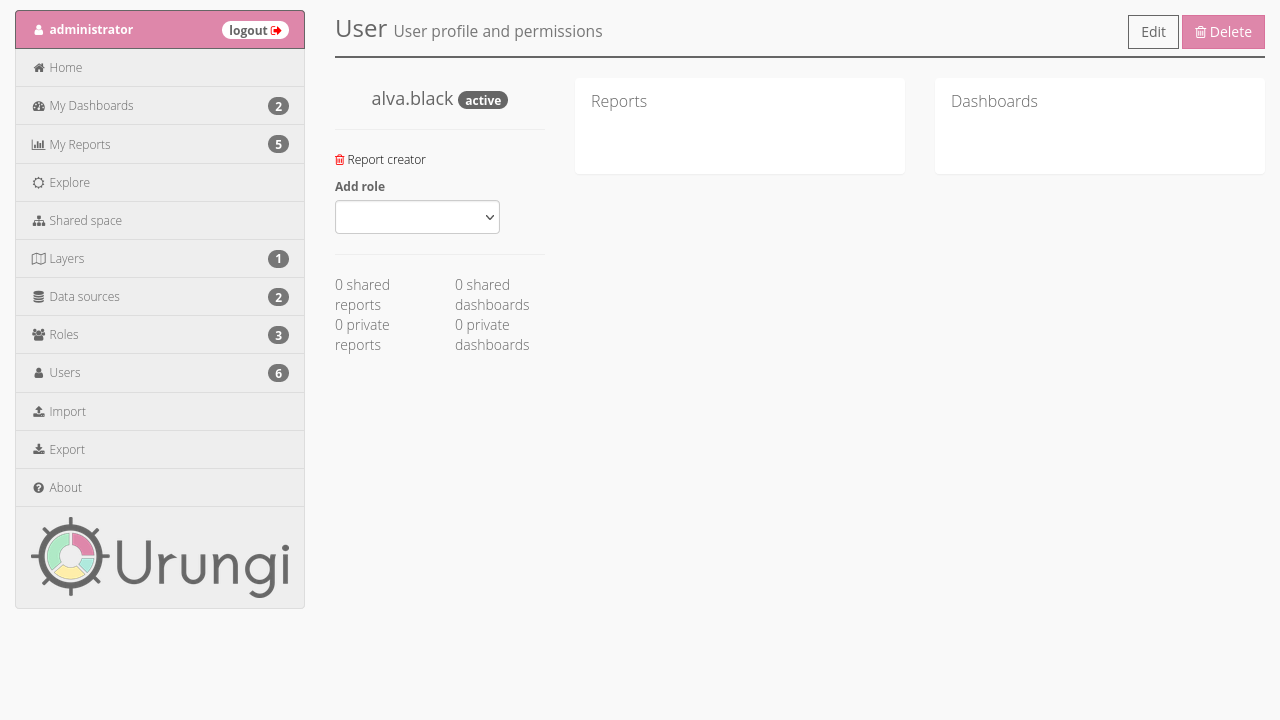 administrator
logout
Home
My Dashboards 2
My Reports 5
Explore
Shared space
Layers 1
Data sources 2
Roles 3
Users 6
Import
Export
About
Urungi
User User profile and permissions
Edit
Delete
alva.black active
Report creator
Add role
0 shared
reports
0 private
reports
0 shared
dashboards
0 private
dashboards
Reports
Dashboards